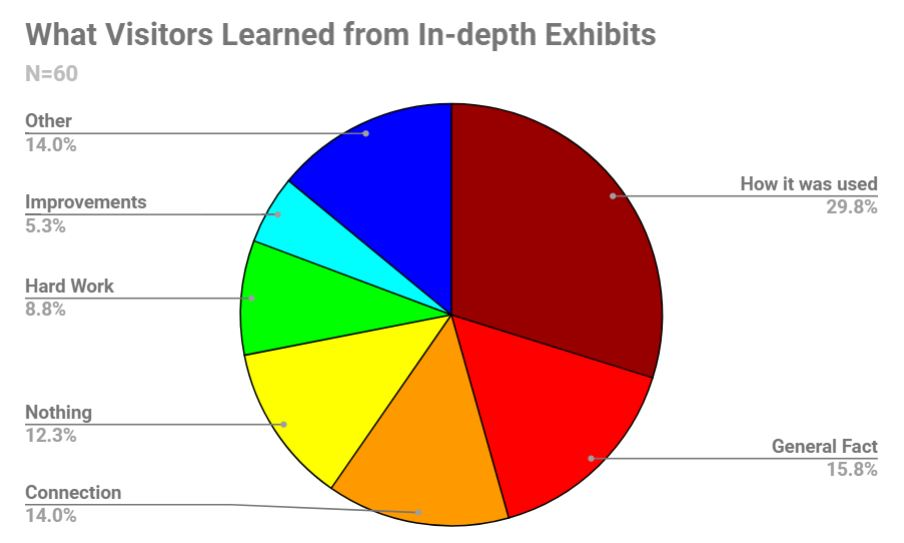 What Visitors Learned from In-depth Exhibits
N=60
Other
14.0%
Improvements
5.3%
Hard Work
8.8%
Nothing
12.3%
Connection
14.0%
How it was used
29.8%
General Fact
15.8%